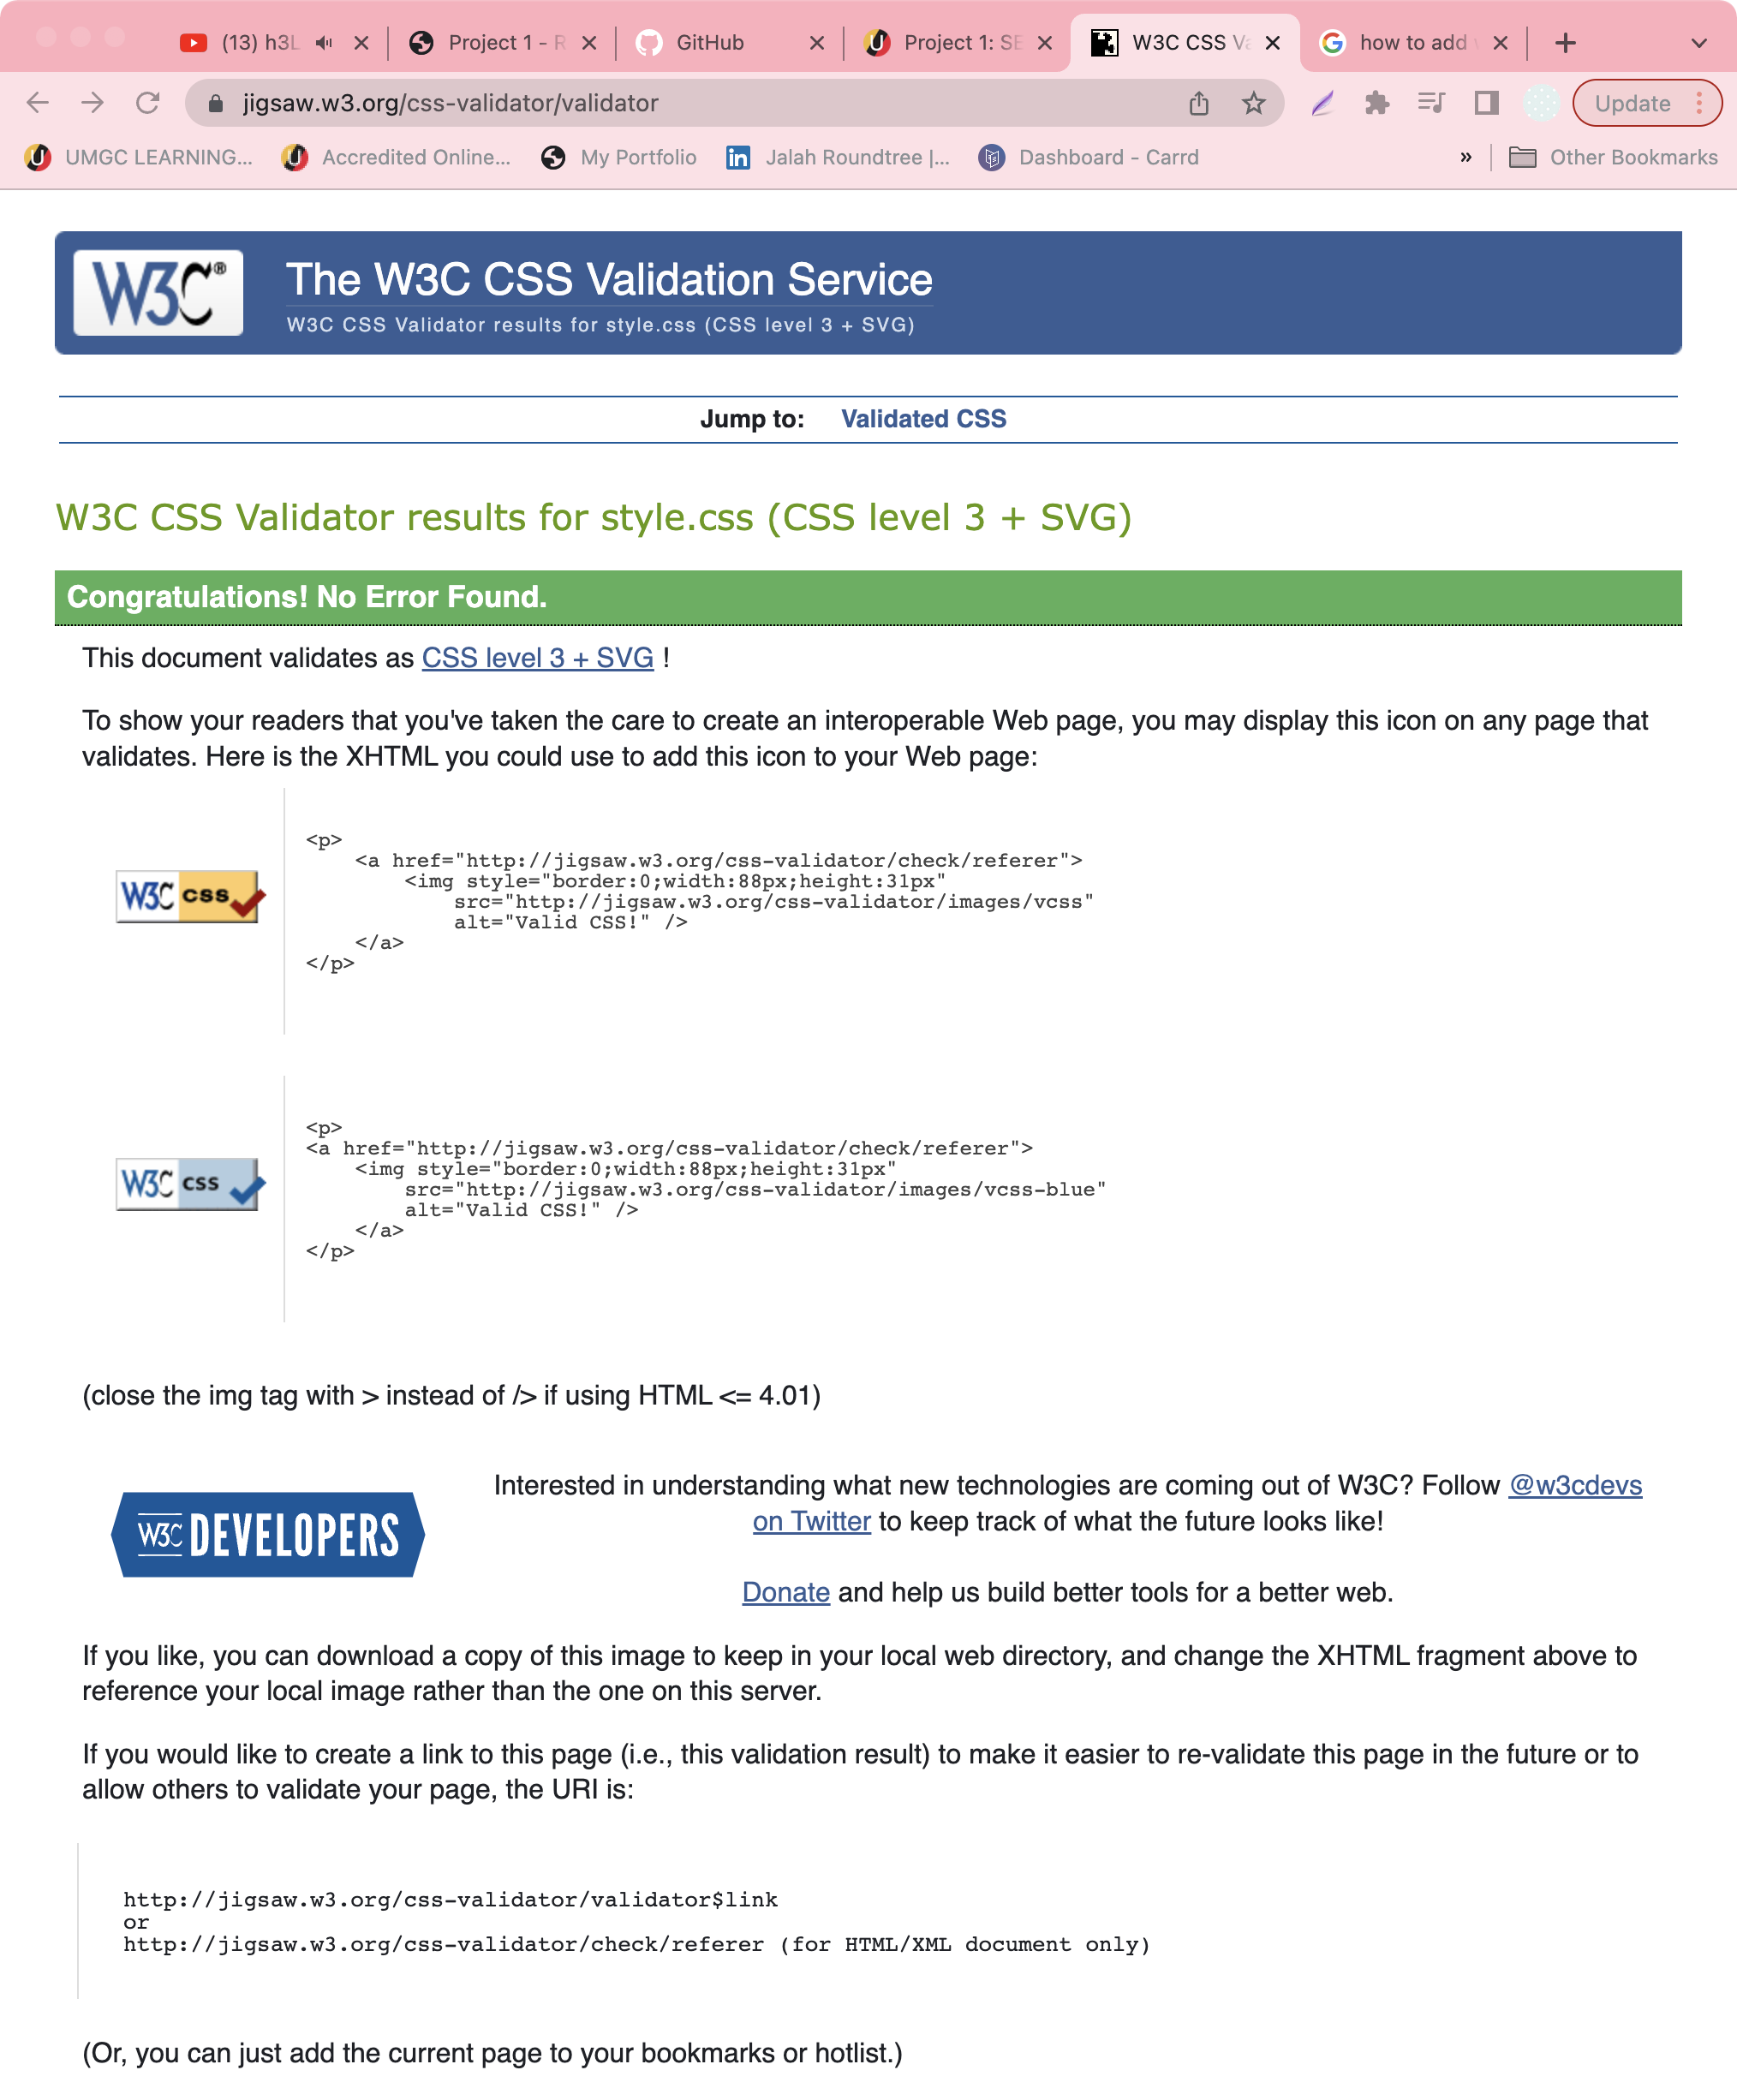 (13) h3L
Project 1 - R
GitHub
Project 1: SE
W3C CSS Va
how to add
jigsaw.w3.org/css-validator/validator
Update
UMGC LEARNING...
Accredited Online...
My Portfolio
Jalah Roundtree |...
Dashboard - Carrd
»
Other Bookmarks
W3C®
The W3C CSS Validation Service
W3C CSS Validator results for style.css (CSS level 3 + SVG)
Jump to: Validated CSS
W3C CSS Validator results for style.css (CSS level 3 + SVG)
Congratulations! No Error Found.
This document validates as CSS level 3 + SVG !
To show your readers that you've taken the care to create an interoperable Web page, you may display this icon on any page that
validates. Here is the XHTML you could use to add this icon to your Web page:
W3C css
<p>
<a href="http://jigsaw.w3.org/css-validator/check/referer">
<img style="border:0;width:88px;height:31px"
src="http://jigsaw.w3.org/css-validator/images/vcss"
alt="Valid CSS!" />
</a>
</p>
W3C css
<p>
<a href="http://jigsaw.w3.org/css-validator/check/referer">
<img style="border:0;width:88px;height:31px"
src="http://jigsaw.w3.org/css-validator/images/vcss-blue"
alt="Valid CSS!" />
</a>
</p>
(close the img tag with > instead of /> if using HTML <= 4.01)
W3C DEVELOPERS
Interested in understanding what new technologies are coming out of W3C? Follow @w3cdevs
on Twitter to keep track of what the future looks like!
Donate and help us build better tools for a better web.
If you like, you can download a copy of this image to keep in your local web directory, and change the XHTML fragment above to
reference your local image rather than the one on this server.
If you would like to create a link to this page (i.e., this validation result) to make it easier to re-validate this page in the future or to
allow others to validate your page, the URI is:
http://jigsaw.w3.org/css-validator/validator$link
or
http://jigsaw.w3.org/css-validator/check/referer (for HTML/XML document only)
(Or, you can just add the current page to your bookmarks or hotlist.)